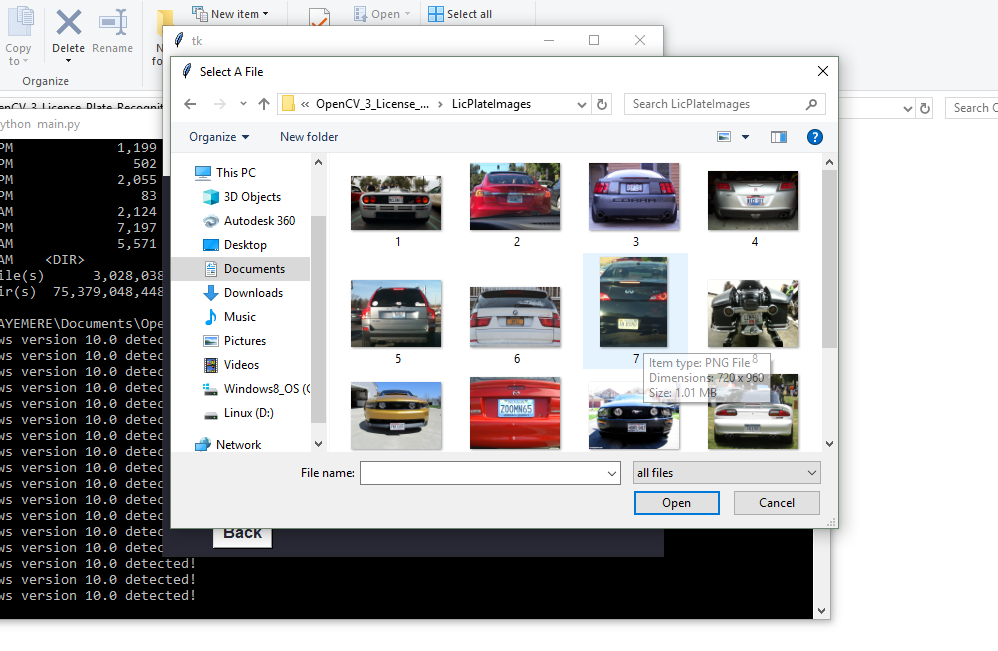 New item
Open
Select all
Copy
to
Delete
Rename
Organize
tk
Select A File
« OpenCV_3_License_... › LicPlateImages
Search LicPlateImages
Organize
New folder
Search C
ython main.py
PM 1,199
PM 502
PM 2,055
PM 83
AM 2,124
PM 7,197
AM 5,571
AM <DIR>
ile(s) 3,028,038
ir(s) 75,379,048,448
AYEMERE\Documents\Ope
ws version 10.0 detec
ws version 10.0 detec
ws version 10.0 detec
ws version 10.0 detec
ws version 10.0 detec
ws version 10.0 detec
ws version 10.0 detec
ws version 10.0 detec
ws version 10.0 detec
ws version 10.0 detec
ws version 10.0 detec
ws version 10.0 detec
ws version 10.0 detec
ws version 10.0 detec
ws version 10.0 detected!
ws version 10.0 detected!
ws version 10.0 detected!
This PC
3D Objects
Autodesk 360
Desktop
Documents
Downloads
Music
Pictures
Videos
Windows8_OS (C
Linux (D:)
Network
1
2
3
4
5
6
7
8
COBRA
ZOOMN65
Item type: PNG File
Dimensions: 720 x 960
Size: 1.01 MB
File name:
all files
Open
Cancel
Back